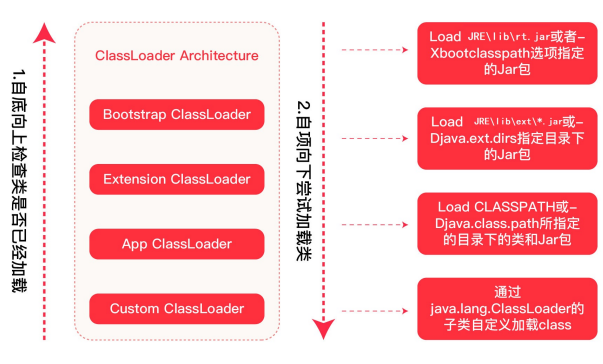 1.自底向上检查类是否已经加载
ClassLoader Architecture
Bootstrap ClassLoader
Extension ClassLoader
App ClassLoader
Custom ClassLoader
2.自项向下尝试加载类
Load JRE\lib\rt.jar或者-
Xbootclasspath选项指定
的Jar包
Load JRE\lib\ext\*.jar或-
Djava.ext.dirs指定目录下
的Jar包
Load CLASSPATH或-
Djava.class.path所指定
的目录下的类和Jar包
通过
java.lang.ClassLoader的
子类自定义加载class